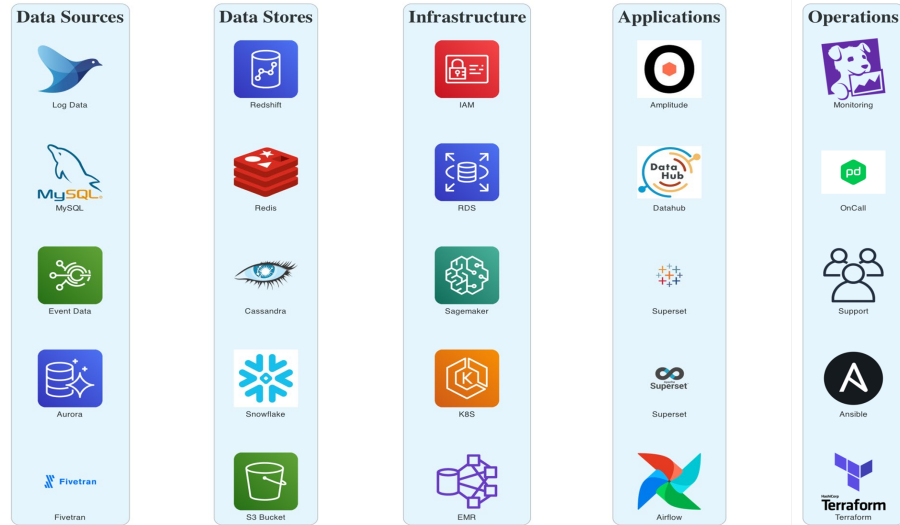 Data Sources
Log Data
MySQL
MySQL
Event Data
Aurora
Fivetran
Fivetran
Data Stores
Redshift
Redis
Cassandra
Snowflake
S3 Bucket
Infrastructure
IAM
RDS
Sagemaker
K
K8S
EMR
Applications
Amplitude
Data
Hub
Datahub
Superset
Superset
Superset
Airflow
Operations
Monitoring
pd
OnCall
Support
A
Ansible
HashiCorp
Terraform
Terraform